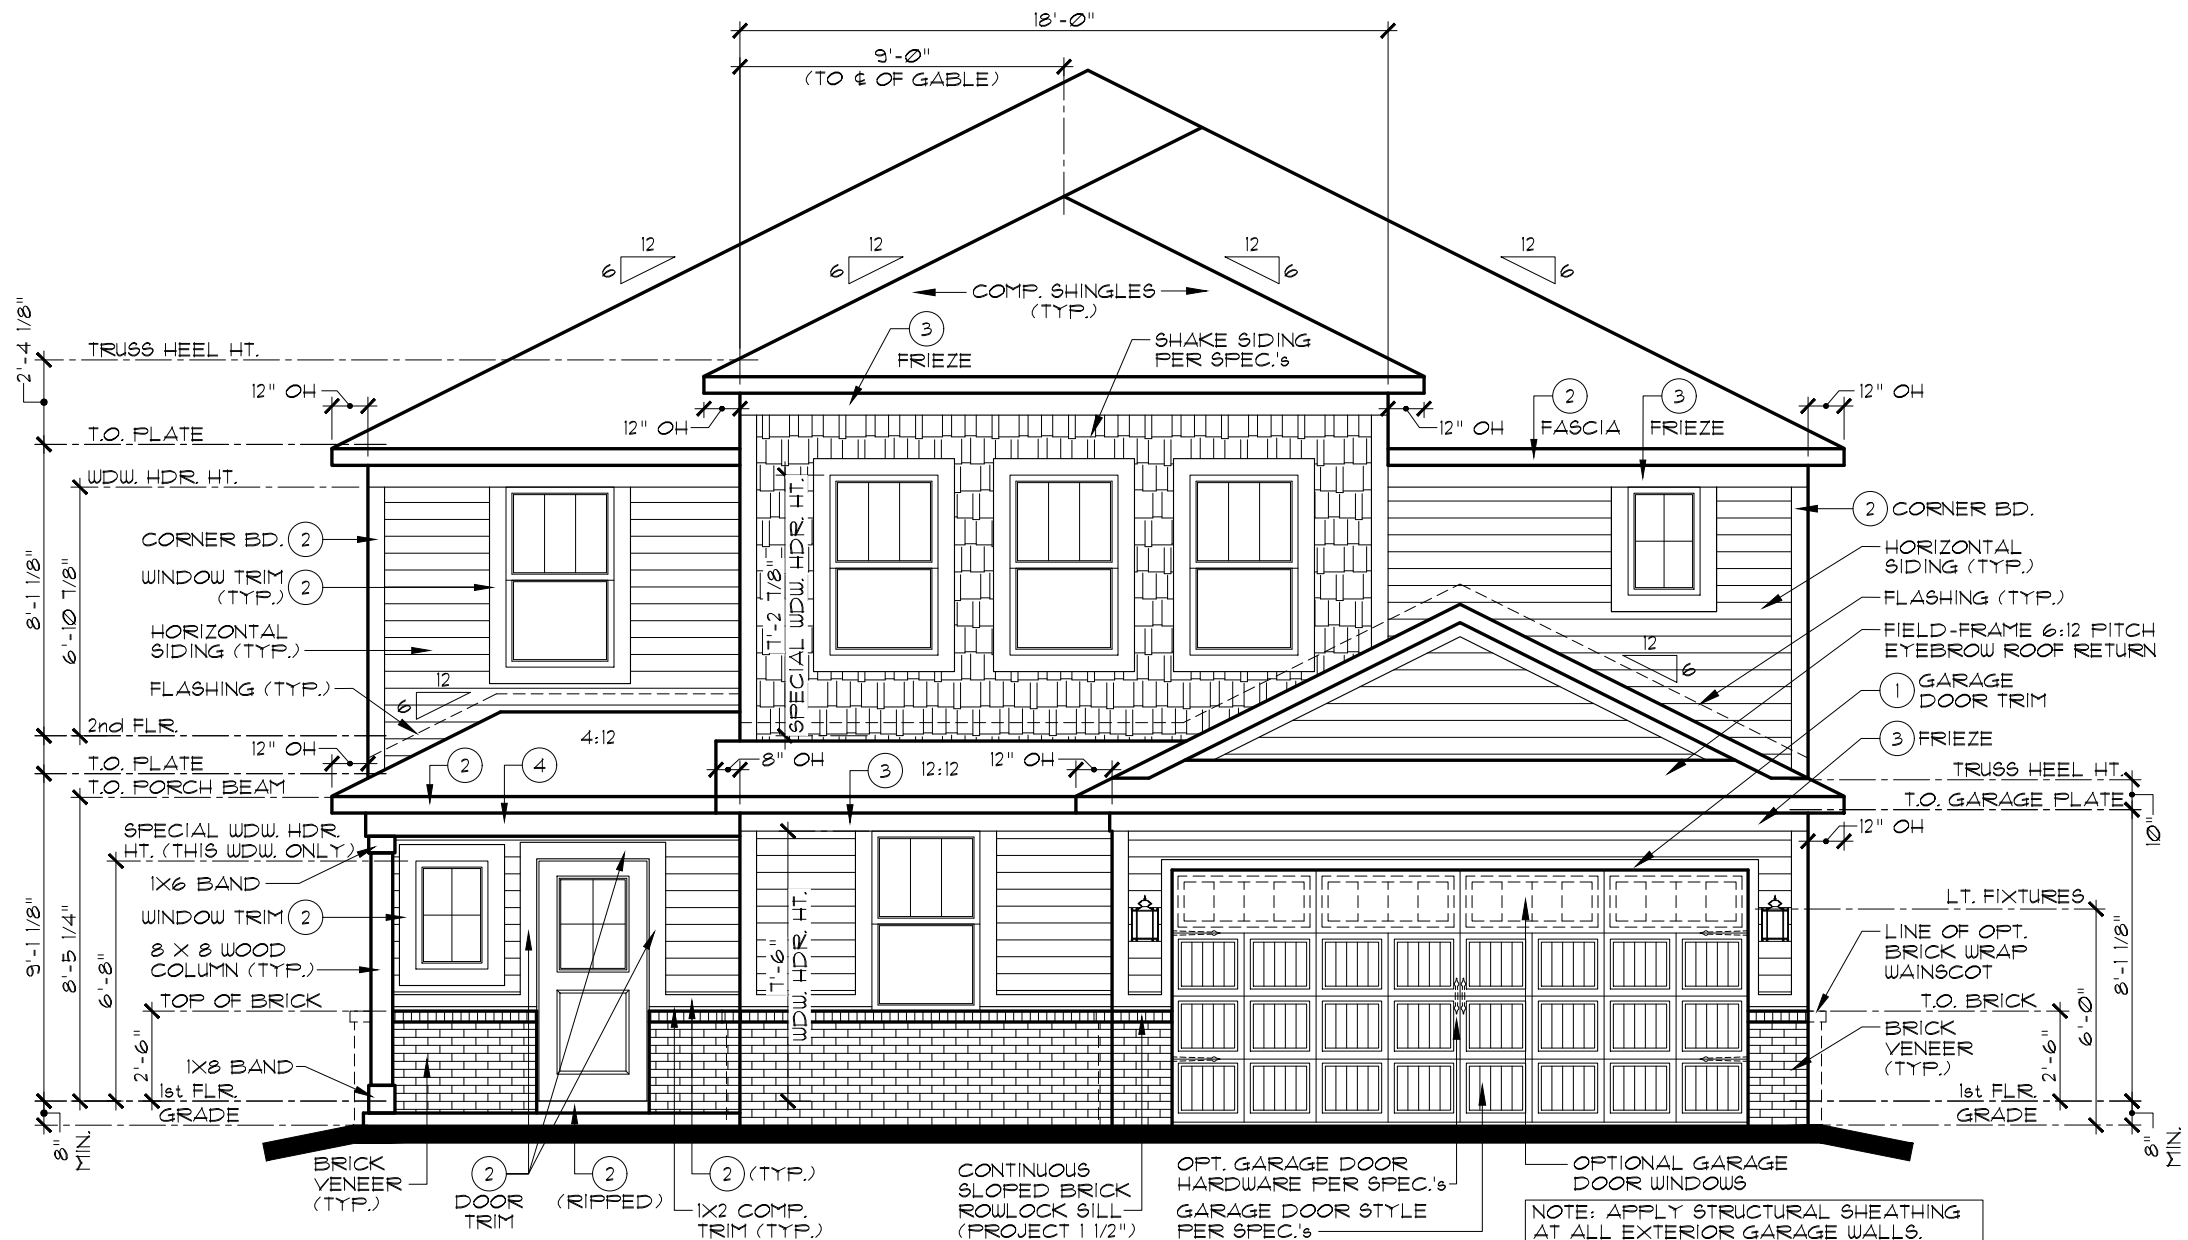 18'-0"
9'-0"
(TO ℄ OF GABLE)
12
6
12
6
12
6
12
6
COMP. SHINGLES
(TYP.)
3
FRIEZE
SHAKE SIDING
PER SPEC.'s
2'-4 1/8"
TRUSS HEEL HT.
12" OH
12" OH
12" OH
2
FASCIA
3
FRIEZE
12" OH
T.O. PLATE
WDW. HDR. HT.
8'-1 1/8"
6'-10 7/8"
CORNER BD. 2
WINDOW TRIM
(TYP.) 2
HORIZONTAL
SIDING (TYP.)
FLASHING (TYP.)
12
6
2nd FLR.
7'-2 7/8"
SPECIAL WDW. HDR. HT.
2 CORNER BD.
HORIZONTAL
SIDING (TYP.)
FLASHING (TYP.)
FIELD-FRAME 6:12 PITCH
EYEBROW ROOF RETURN
12
6
1 GARAGE
DOOR TRIM
3 FRIEZE
12" OH
T.O. PLATE
T.O. PORCH BEAM
4:12
2
4
8" OH
3
12:12
12" OH
TRUSS HEEL HT.
T.O. GARAGE PLATE
12" OH
10"
SPECIAL WDW. HDR.
HT. (THIS WDW. ONLY)
1X6 BAND
WINDOW TRIM 2
8 X 8 WOOD
COLUMN (TYP.)
TOP OF BRICK
9'-1 1/8"
8'-5 1/4"
6'-8"
2'-6"
1X8 BAND
1st FLR.
GRADE
8"
MIN.
7'-6"
WDW. HDR. HT.
LT. FIXTURES
LINE OF OPT.
BRICK WRAP
WAINSCOT
T.O. BRICK
BRICK
VENEER
(TYP.)
2'-6"
6'-0"
8'-1 1/8"
1st FLR.
GRADE
8"
MIN.
BRICK
VENEER
(TYP.)
2
DOOR
TRIM
2
(RIPPED)
2 (TYP.)
1X2 COMP.
TRIM (TYP.)
CONTINUOUS
SLOPED BRICK
ROWLOCK SILL
(PROJECT 1 1/2")
OPT. GARAGE DOOR
HARDWARE PER SPEC.'s
GARAGE DOOR STYLE
PER SPEC.'s
OPTIONAL GARAGE
DOOR WINDOWS
NOTE: APPLY STRUCTURAL SHEATHING
AT ALL EXTERIOR GARAGE WALLS.